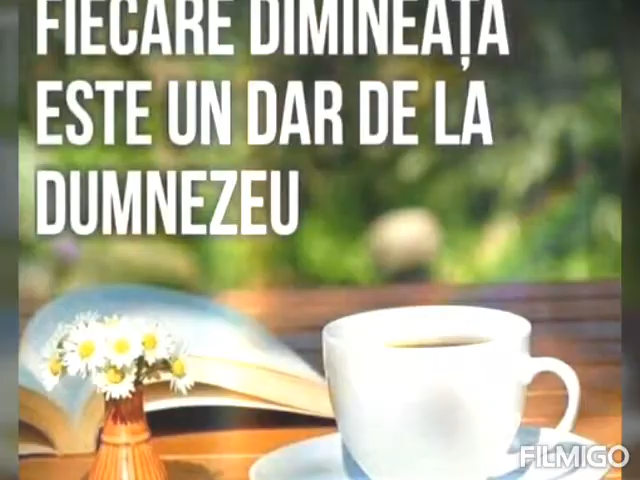 FIECARE DIMINEAȚA
ESTE UN DAR DE LA
DUMNEZEU
FILMIGO